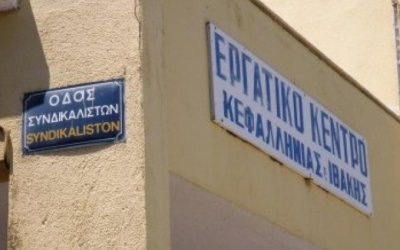 ΟΔΟΣ
ΣΥΝΔΙΚΑΛΙΣΤΩΝ
SYNDIKALISTON
ΕΡΓΑΤΙΚΟ ΚΕΝΤΡΟ
ΚΕΦΑΛΛΗΝΙΑΣ & ΙΘΑΚΗΣ